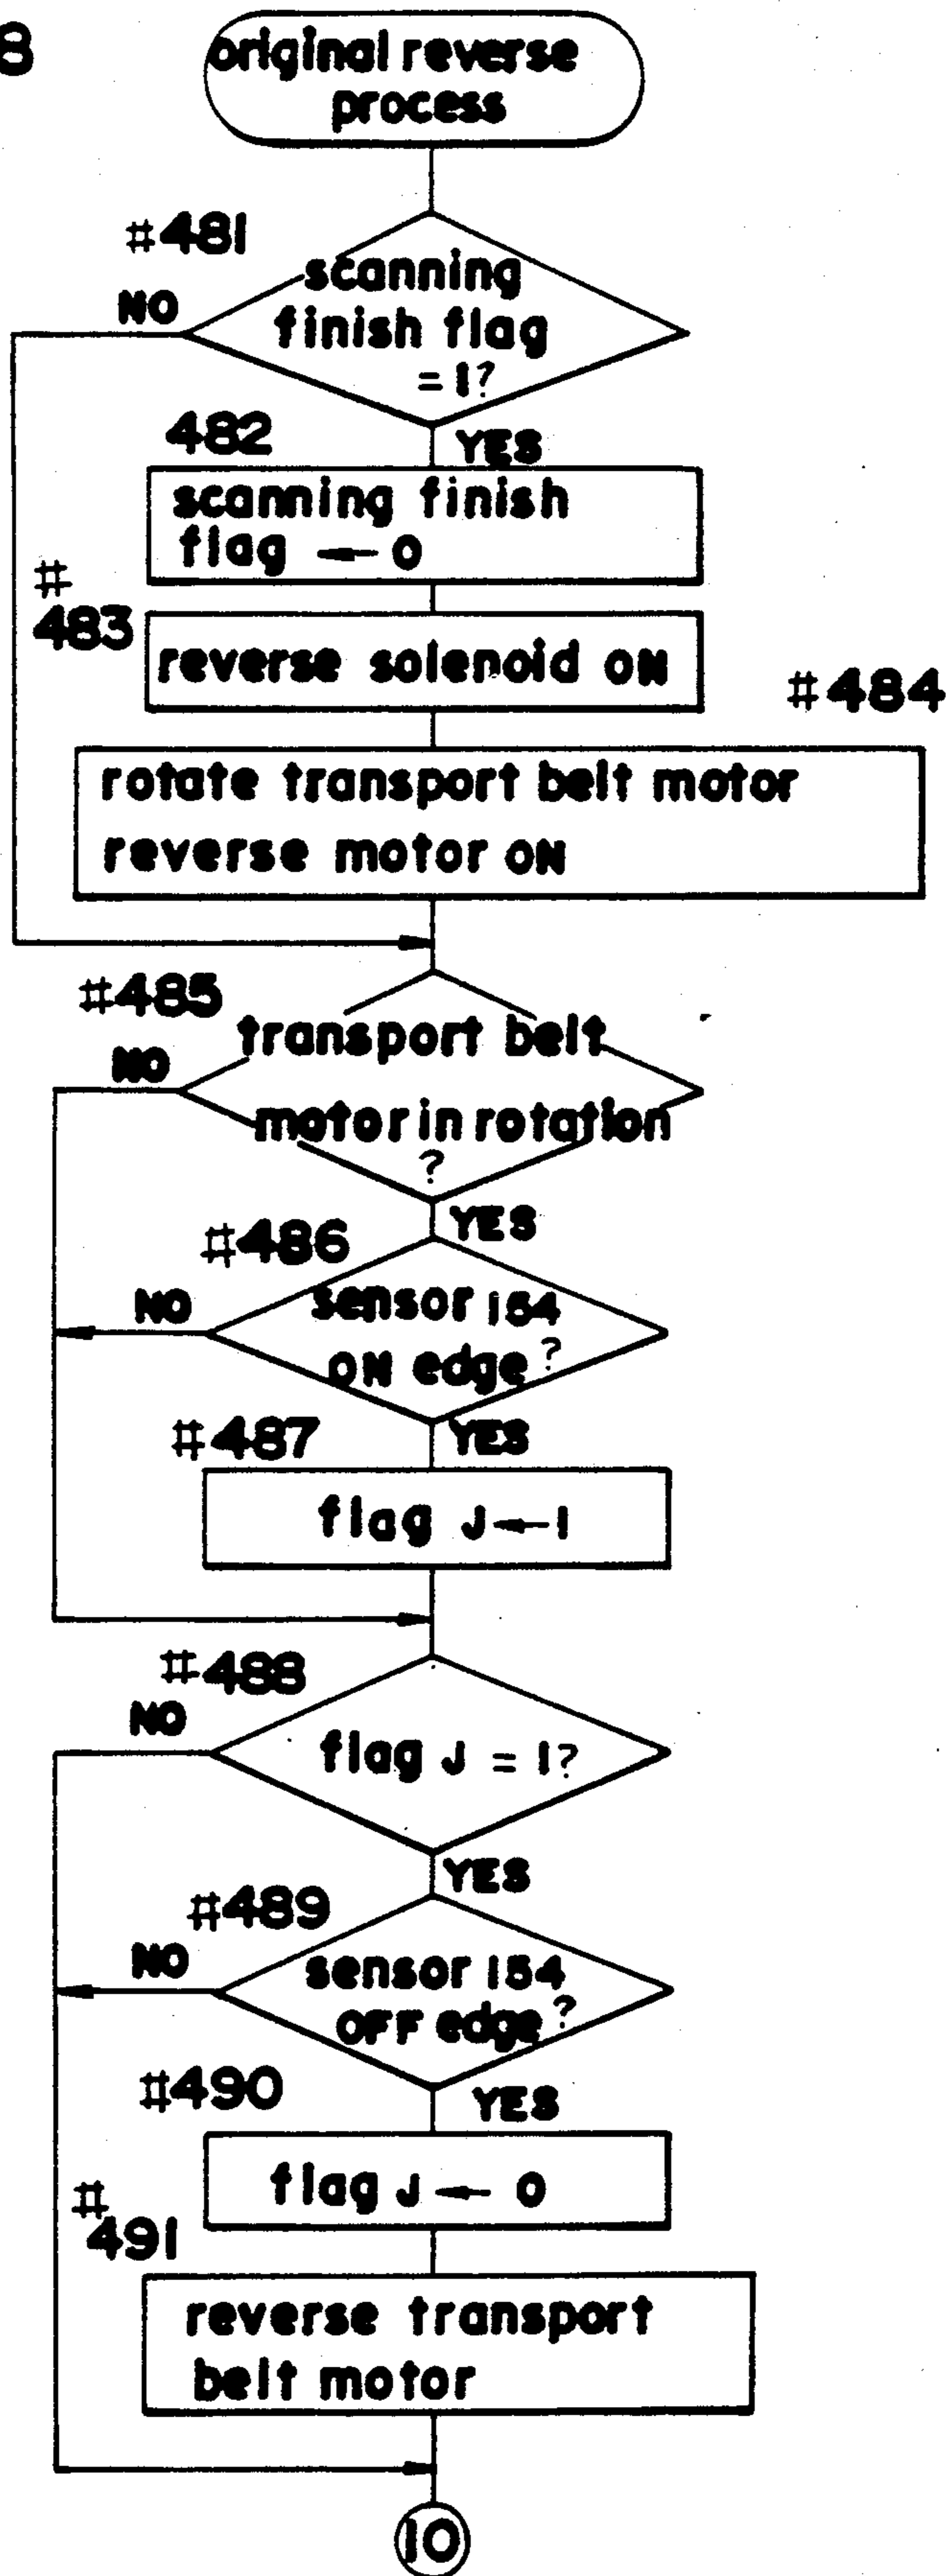 8
original reverse
process
#481
scanning
finish flag
= 1?
NO
YES
482
scanning finish
flag ← 0
#
483
reverse solenoid ON
#484
rotate transport belt motor
reverse motor ON
#485
transport belt
motor in rotation
?
NO
YES
#486
sensor 154
ON edge?
NO
YES
#487
flag J ← 1
#488
flag J = 1?
NO
YES
#489
sensor 154
OFF edge?
NO
YES
#490
flag J ← 0
#
491
reverse transport
belt motor
10